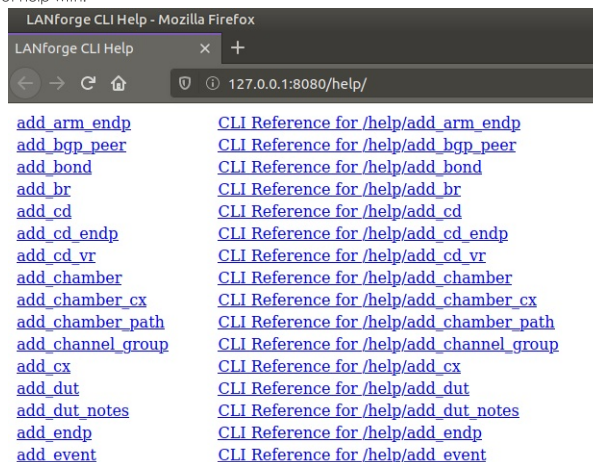 LANforge CLI Help - Mozilla Firefox
LANforge CLI Help × +
127.0.0.1:8080/help/
add_arm_endp CLI Reference for /help/add_arm_endp
add_bgp_peer CLI Reference for /help/add_bgp_peer
add_bond CLI Reference for /help/add_bond
add_br CLI Reference for /help/add_br
add_cd CLI Reference for /help/add_cd
add_cd_endp CLI Reference for /help/add_cd_endp
add_cd_vr CLI Reference for /help/add_cd_vr
add_chamber CLI Reference for /help/add_chamber
add_chamber_cx CLI Reference for /help/add_chamber_cx
add_chamber_path CLI Reference for /help/add_chamber_path
add_channel_group CLI Reference for /help/add_channel_group
add_cx CLI Reference for /help/add_cx
add_dut CLI Reference for /help/add_dut
add_dut_notes CLI Reference for /help/add_dut_notes
add_endp CLI Reference for /help/add_endp
add_event CLI Reference for /help/add_event